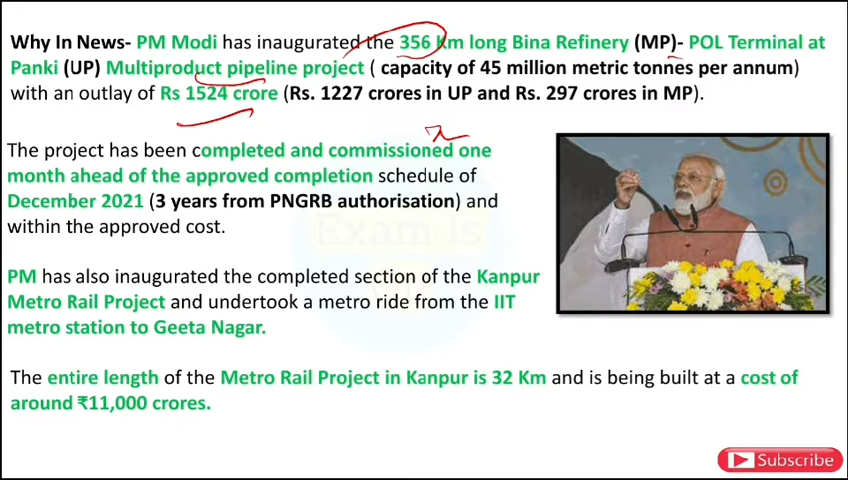 Why In News- PM Modi has inaugurated the 356 Km long Bina Refinery (MP)- POL Terminal at
Panki (UP) Multiproduct pipeline project ( capacity of 45 million metric tonnes per annum)
with an outlay of Rs 1524 crore (Rs. 1227 crores in UP and Rs. 297 crores in MP).
The project has been completed and commissioned one
month ahead of the approved completion schedule of
December 2021 (3 years from PNGRB authorisation) and
within the approved cost.
Exam is
PM has also inaugurated the completed section of the Kanpur
Metro Rail Project and undertook a metro ride from the IIT
metro station to Geeta Nagar.
The entire length of the Metro Rail Project in Kanpur is 32 Km and is being built at a cost of
around ₹11,000 crores.
Subscribe